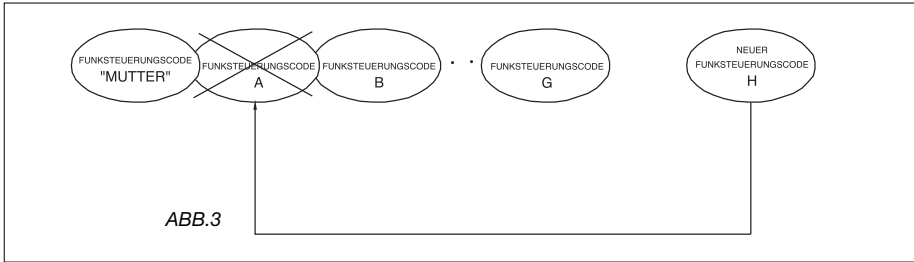 FUNKSTEUERUNGSCODE
"MUTTER"
FUNKSTEUERUNGSCODE
A
FUNKSTEUERUNGSCODE
B
FUNKSTEUERUNGSCODE
G
NEUER
FUNKSTEUERUNGSCODE
H
ABB.3